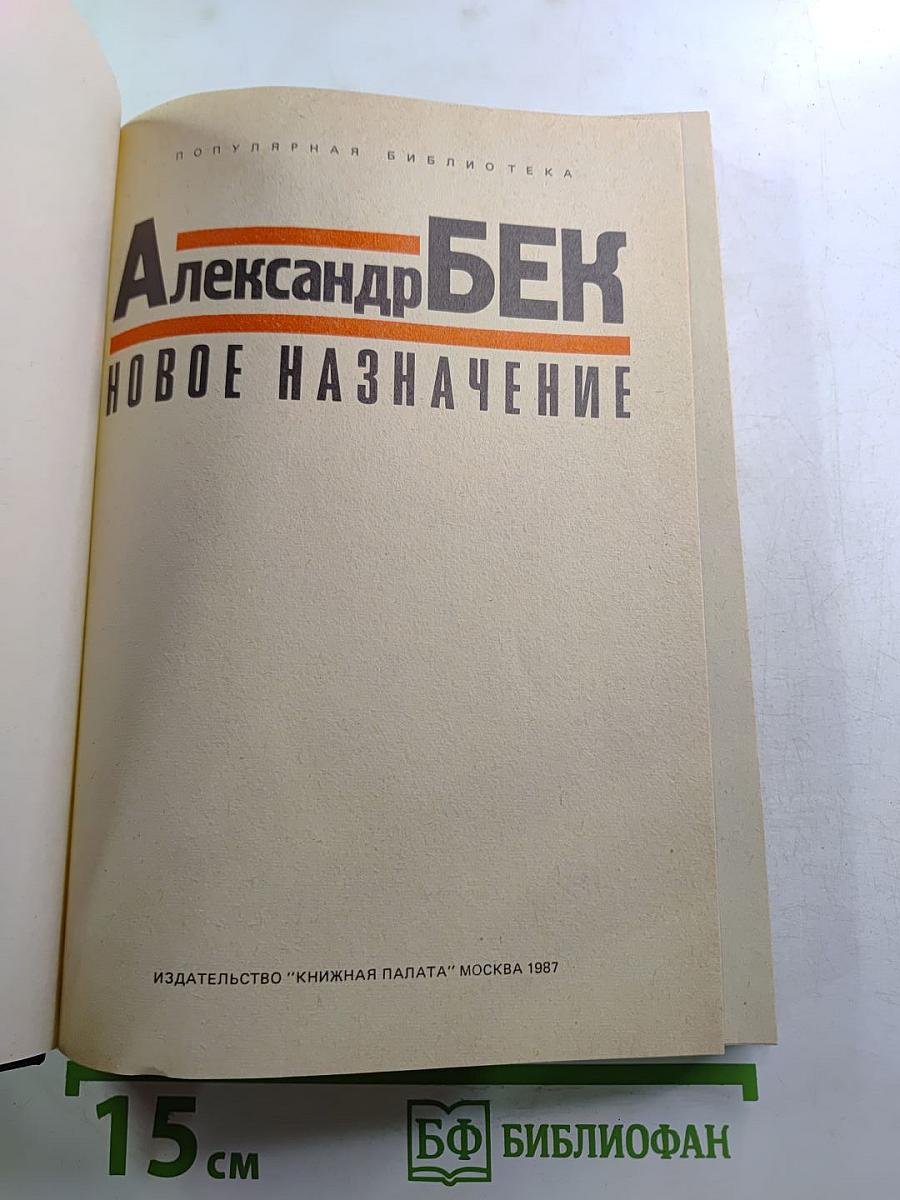 ПОПУЛЯРНАЯ БИБЛИОТЕКА
Александр БЕК
НОВОЕ НАЗНАЧЕНИЕ
ИЗДАТЕЛЬСТВО "КНИЖНАЯ ПАЛАТА" МОСКВА 1987
15 см
БФ БИБЛИОФАН